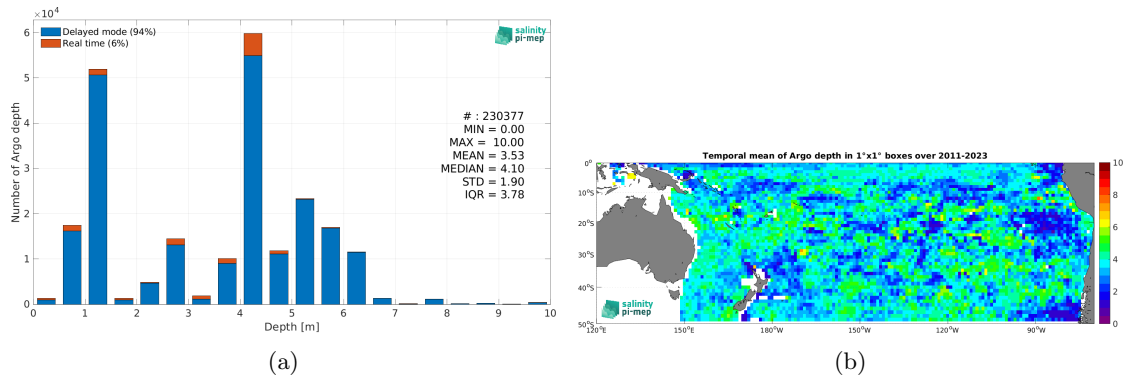 ×10⁴
Delayed mode (94%)
Real time (6%)
salinity
pi-mep
6
5
4
3
2
1
0
Number of Argo depth
# : 230377
MIN = 0.00
MAX = 10.00
MEAN = 3.53
MEDIAN = 4.10
STD = 1.90
IQR = 3.78
0 1 2 3 4 5 6 7 8 9 10
Depth [m]
(a)
Temporal mean of Argo depth in 1°x1° boxes over 2011-2023
0°
10°S
20°S
30°S
40°S
50°S
120°E 150°E 180°W 150°W 120°W 90°W
10
8
6
4
2
0
salinity
pi-mep
(b)